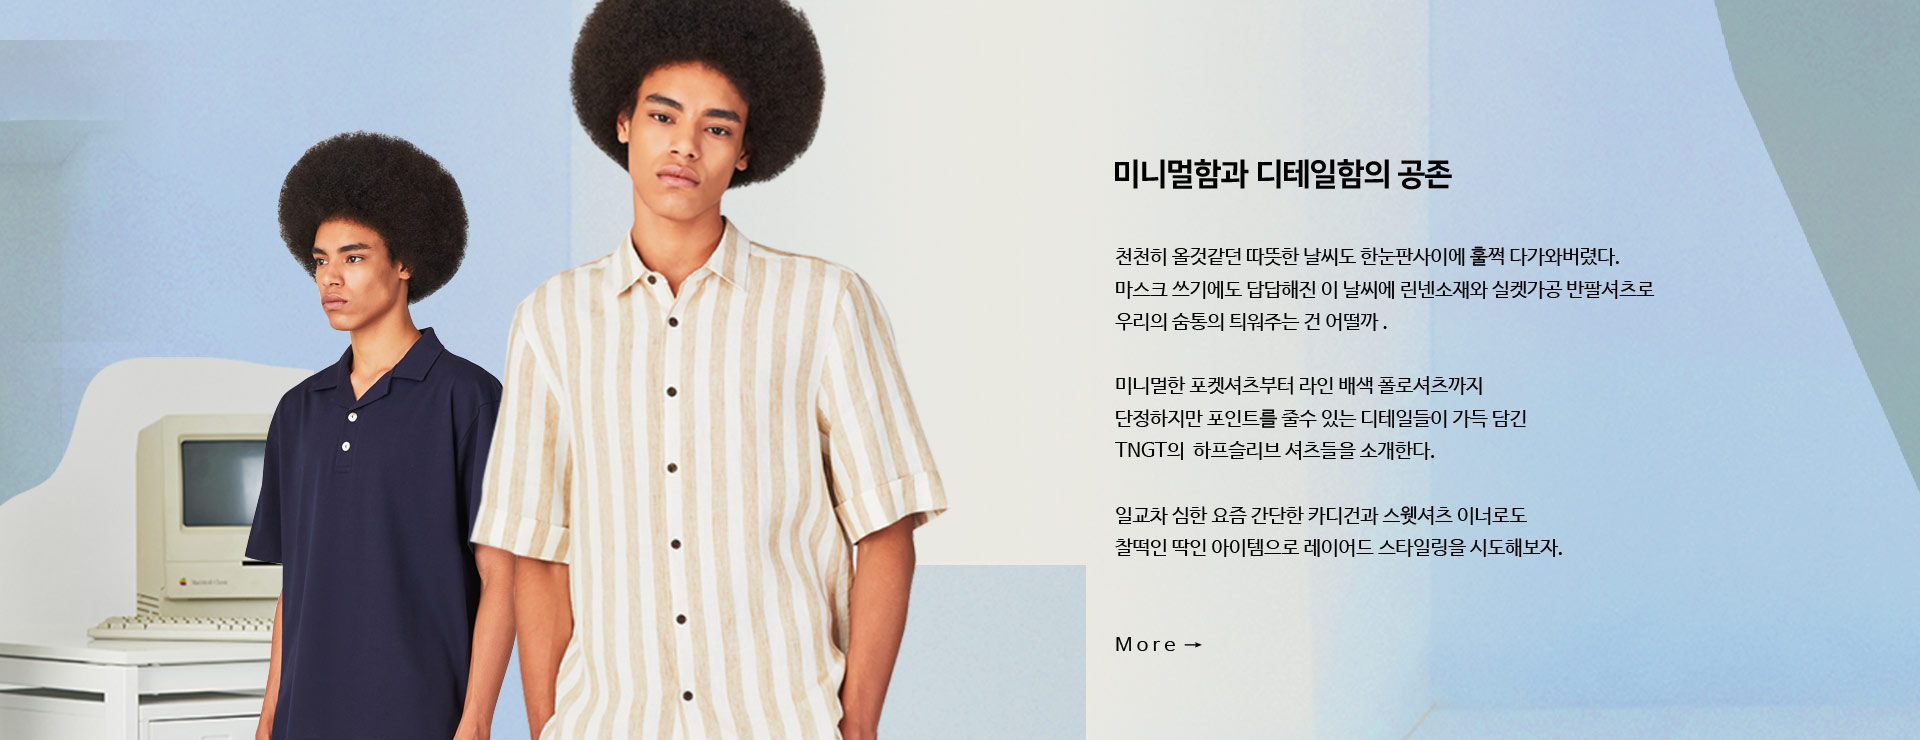 미니멀함과 디테일함의 공존
천천히 올것같던 따뜻한 날씨도 한눈판사이에 훌쩍 다가와버렸다.
마스크 쓰기에도 답답해진 이 날씨에 린넨소재와 실켓가공 반팔셔츠로
우리의 숨통의 틔워주는 건 어떨까 .
미니멀한 포켓셔츠부터 라인 배색 폴로셔츠까지
단정하지만 포인트를 줄수 있는 디테일들이 가득 담긴
TNGT의 하프슬리브 셔츠들을 소개한다.
일교차 심한 요즘 간단한 카디건과 스웻셔츠 이너로도
찰떡인 딱인 아이템으로 레이어드 스타일링을 시도해보자.
More →